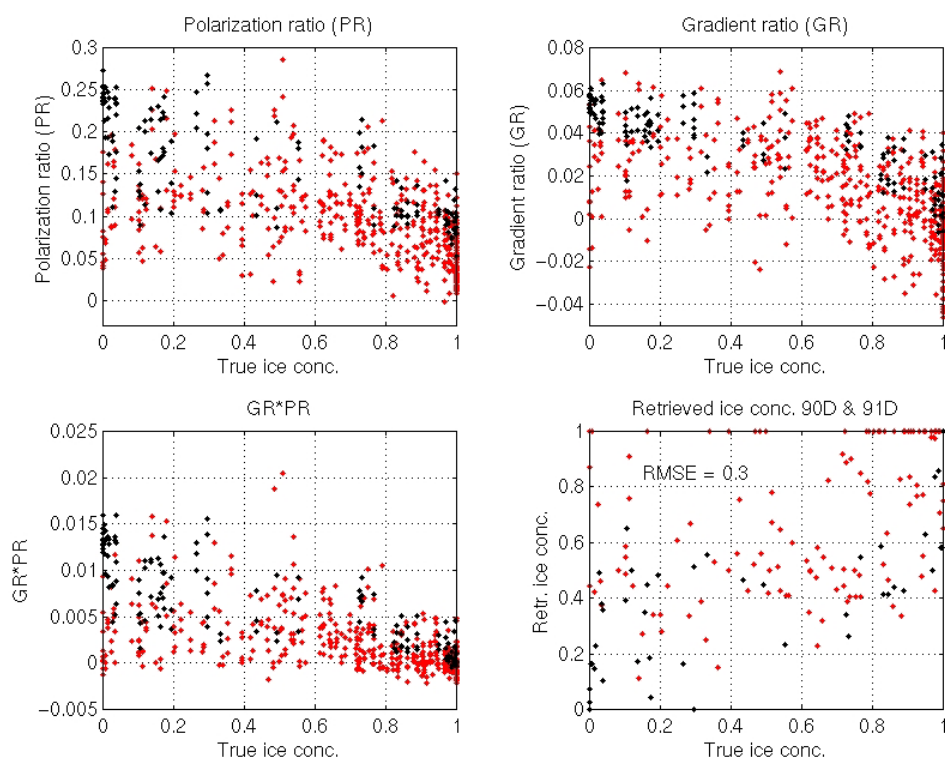 Polarization ratio (PR)
0.3
0.25
0.2
0.15
0.1
0.05
0
Polarization ratio (PR)
0 0.2 0.4 0.6 0.8 1
True ice conc.
Gradient ratio (GR)
0.08
0.06
0.04
0.02
0
−0.02
−0.04
Gradient ratio (GR)
0 0.2 0.4 0.6 0.8 1
True ice conc.
GR*PR
0.025
0.02
0.015
0.01
0.005
0
−0.005
GR*PR
0 0.2 0.4 0.6 0.8 1
True ice conc.
Retrieved ice conc. 90D & 91D
RMSE = 0.3
1
0.8
0.6
0.4
0.2
0
Retr. ice conc.
0 0.2 0.4 0.6 0.8 1
True ice conc.